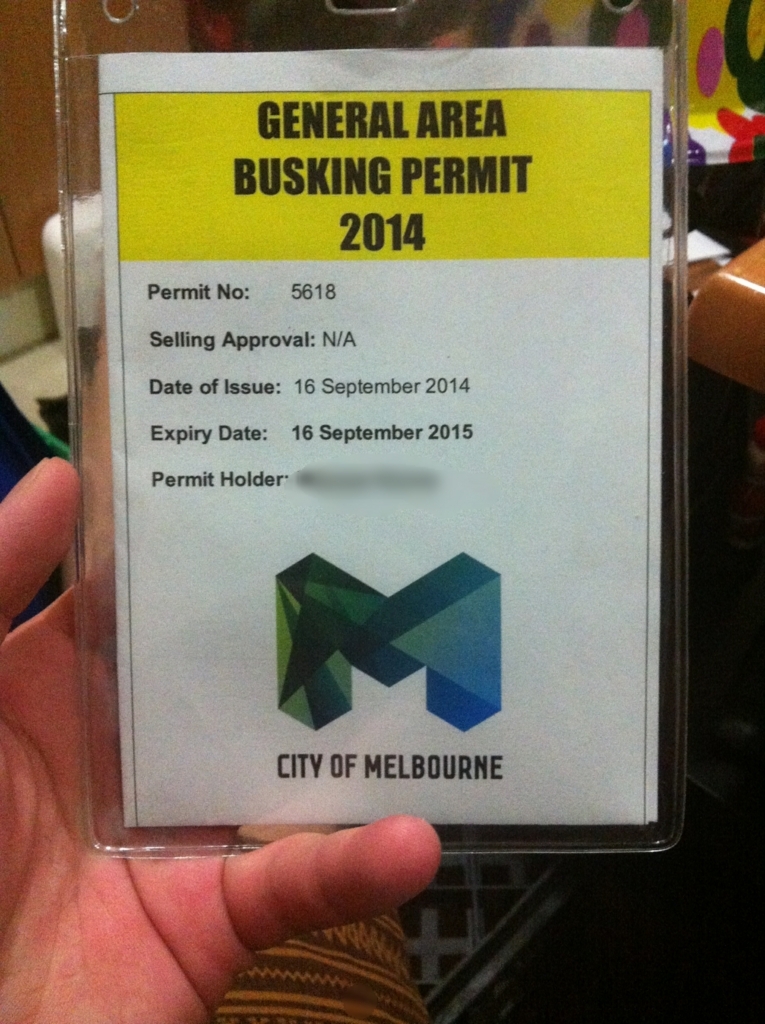 GENERAL AREA
BUSKING PERMIT
2014
Permit No: 5618
Selling Approval: N/A
Date of Issue: 16 September 2014
Expiry Date: 16 September 2015
Permit Holder:
CITY OF MELBOURNE